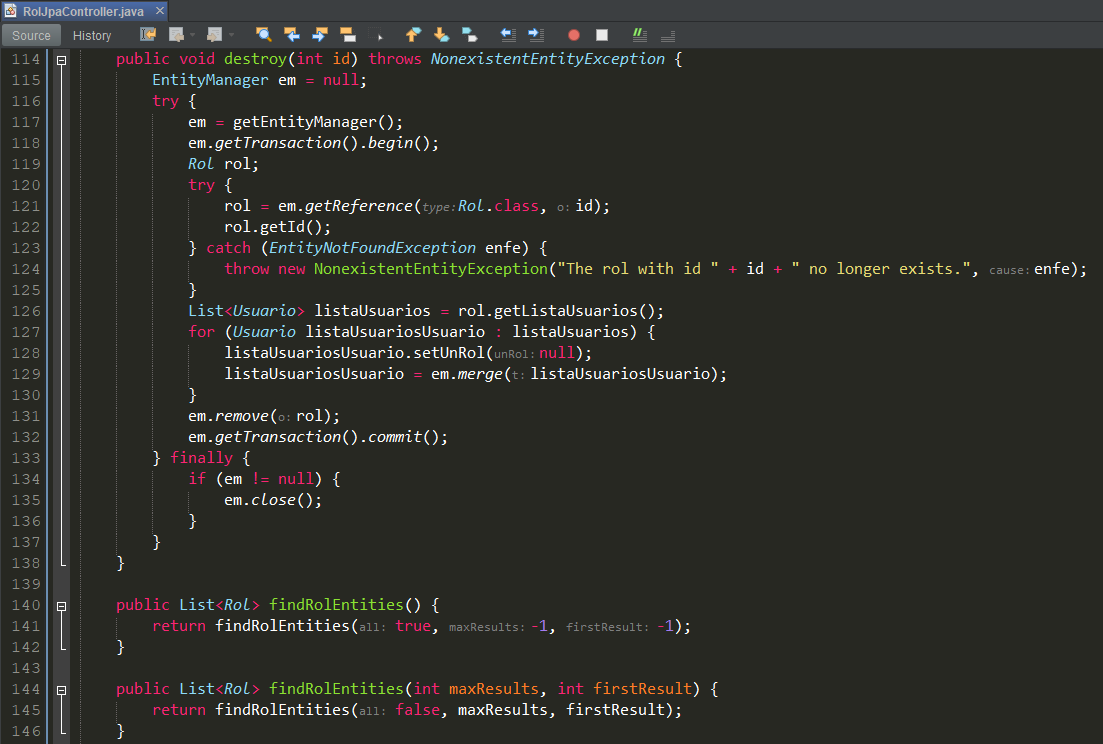 RolJpaController.java
Source History
114 public void destroy(int id) throws NonexistentEntityException {
115 EntityManager em = null;
116 try {
117 em = getEntityManager();
118 em.getTransaction().begin();
119 Rol rol;
120 try {
121 rol = em.getReference(type: Rol.class, o: id);
122 rol.getId();
123 } catch (EntityNotFoundException enfe) {
124 throw new NonexistentEntityException("The rol with id " + id + " no longer exists.", cause: enfe);
125 }
126 List<Usuario> listaUsuarios = rol.getListaUsuarios();
127 for (Usuario listaUsuariosUsuario : listaUsuarios) {
128 listaUsuariosUsuario.setUnRol(unRol: null);
129 listaUsuariosUsuario = em.merge(t: listaUsuariosUsuario);
130 }
131 em.remove(o: rol);
132 em.getTransaction().commit();
133 } finally {
134 if (em != null) {
135 em.close();
136 }
137 }
138 }
139
140 public List<Rol> findRolEntities() {
141 return findRolEntities(all: true, maxResults: -1, firstResult: -1);
142 }
143
144 public List<Rol> findRolEntities(int maxResults, int firstResult) {
145 return findRolEntities(all: false, maxResults, firstResult);
146 }